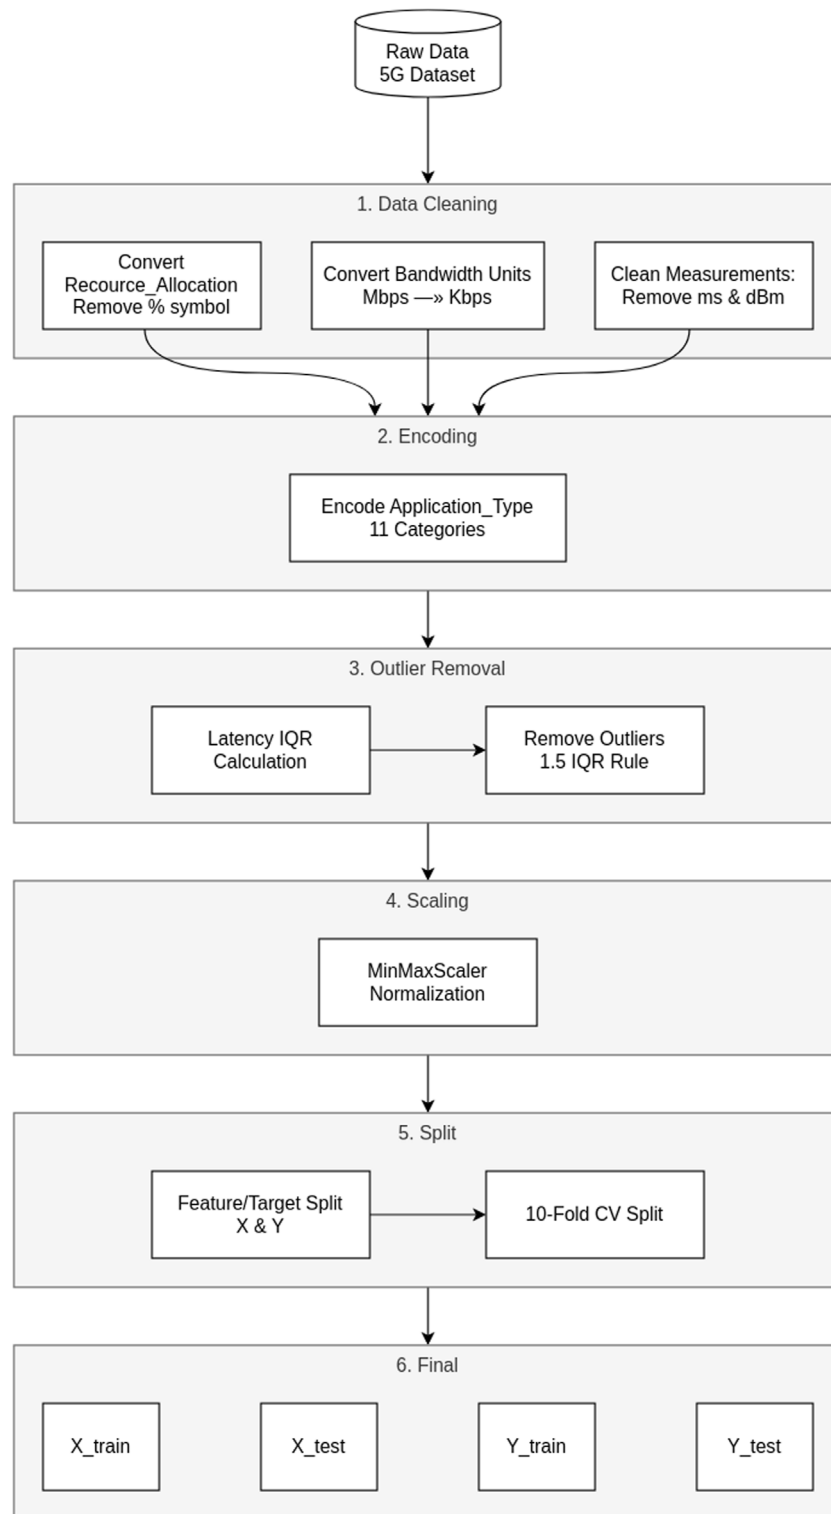 Raw Data
5G Dataset
1. Data Cleaning
Convert
Recource_Allocation
Remove % symbol
Convert Bandwidth Units
Mbps —» Kbps
Clean Measurements:
Remove ms & dBm
2. Encoding
Encode Application_Type
11 Categories
3. Outlier Removal
Latency IQR
Calculation
Remove Outliers
1.5 IQR Rule
4. Scaling
MinMaxScaler
Normalization
5. Split
Feature/Target Split
X & Y
10-Fold CV Split
6. Final
X_train
X_test
Y_train
Y_test